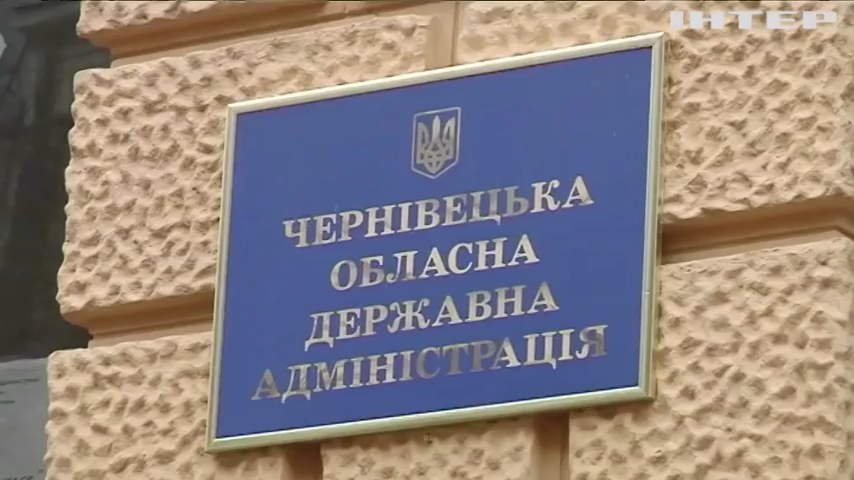 ІНТЕР
ЧЕРНІВЕЦЬКА
ОБЛАСНА
ДЕРЖАВНА
АДМІНІСТРАЦІЯ